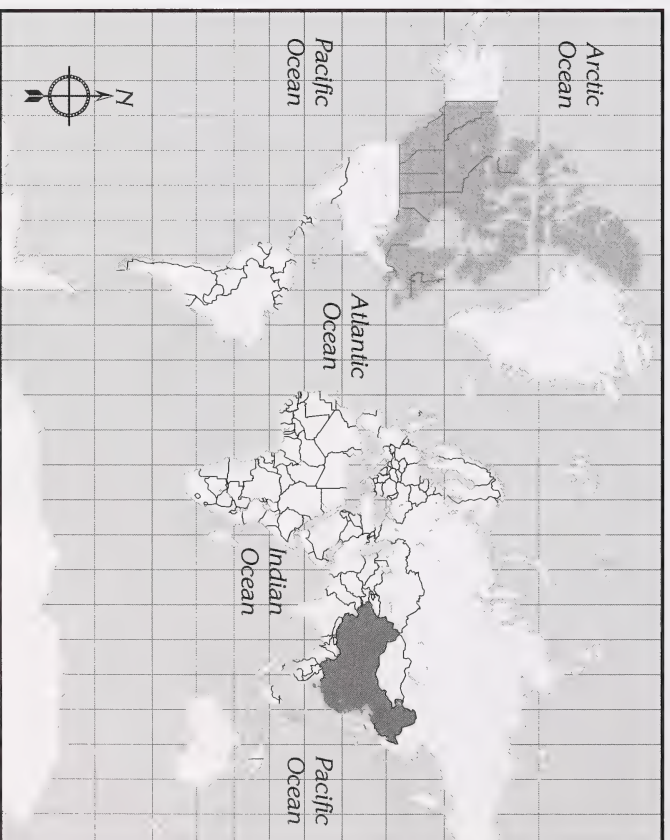 Arctic
Ocean
Pacific
Ocean
N
Atlantic
Ocean
Indian
Ocean
Pacific
Ocean